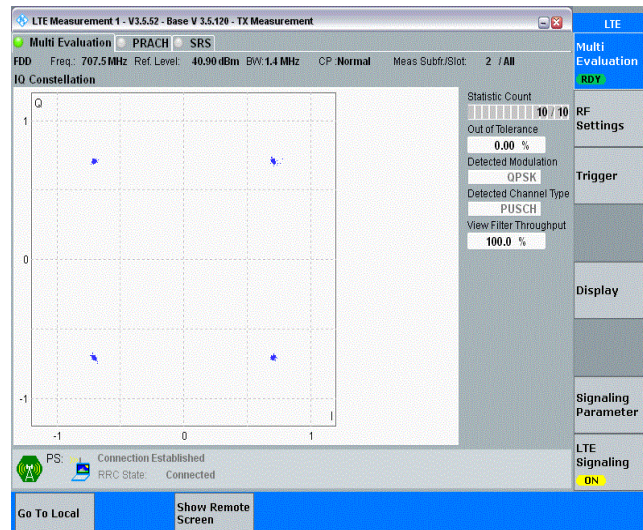 LTE Measurement 1 - V3.5.52 - Base V 3.5.120 - TX Measurement
LTE
Multi Evaluation PRACH SRS
FDD Freq.: 707.5 MHz Ref. Level: 40.90 dBm BW: 1.4 MHz CP :Normal Meas Subfr./Slot: 2 / All
IQ Constellation
Q
1
0
-1
-1 0 1
I
Statistic Count
10 / 10
Out of Tolerance
0.00 %
Detected Modulation
QPSK
Detected Channel Type
PUSCH
View Filter Throughput
100.0 %
Multi
Evaluation
RDY
RF
Settings
Trigger
Display
Signaling
Parameter
LTE
Signaling
ON
PS: Connection Established
RRC State: Connected
Go To Local
Show Remote
Screen